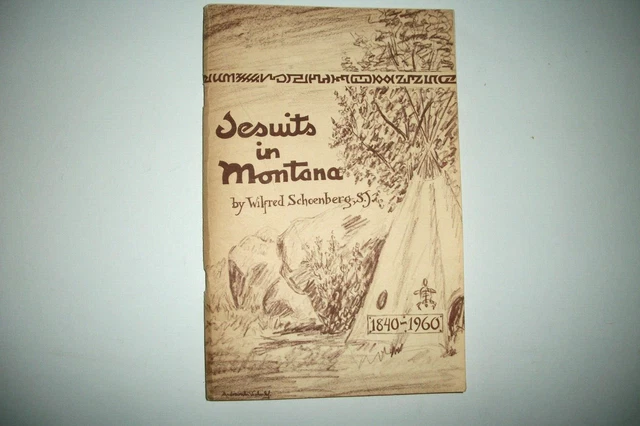 Jesuits
in
Montana
by Wilfred Schoenberg, S.J.
1840-1960